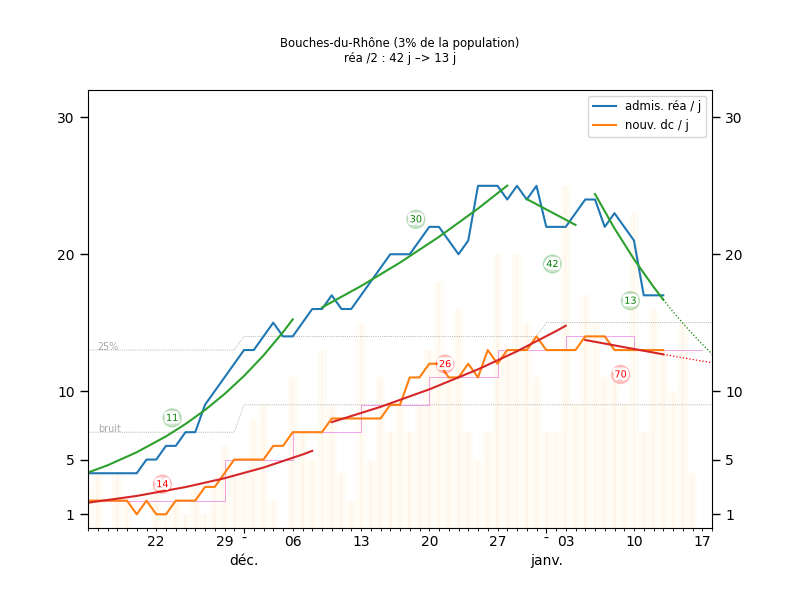 Bouches-du-Rhône (3% de la population)
réa /2 : 42 j –> 13 j
admis. réa / j
nouv. dc / j
30 30
20 20
10 10
5 5
1 1
30
42
13
26
70
11
14
25%
bruit
22 29 - 06 13 20 27 - 03 10 17
déc. janv.